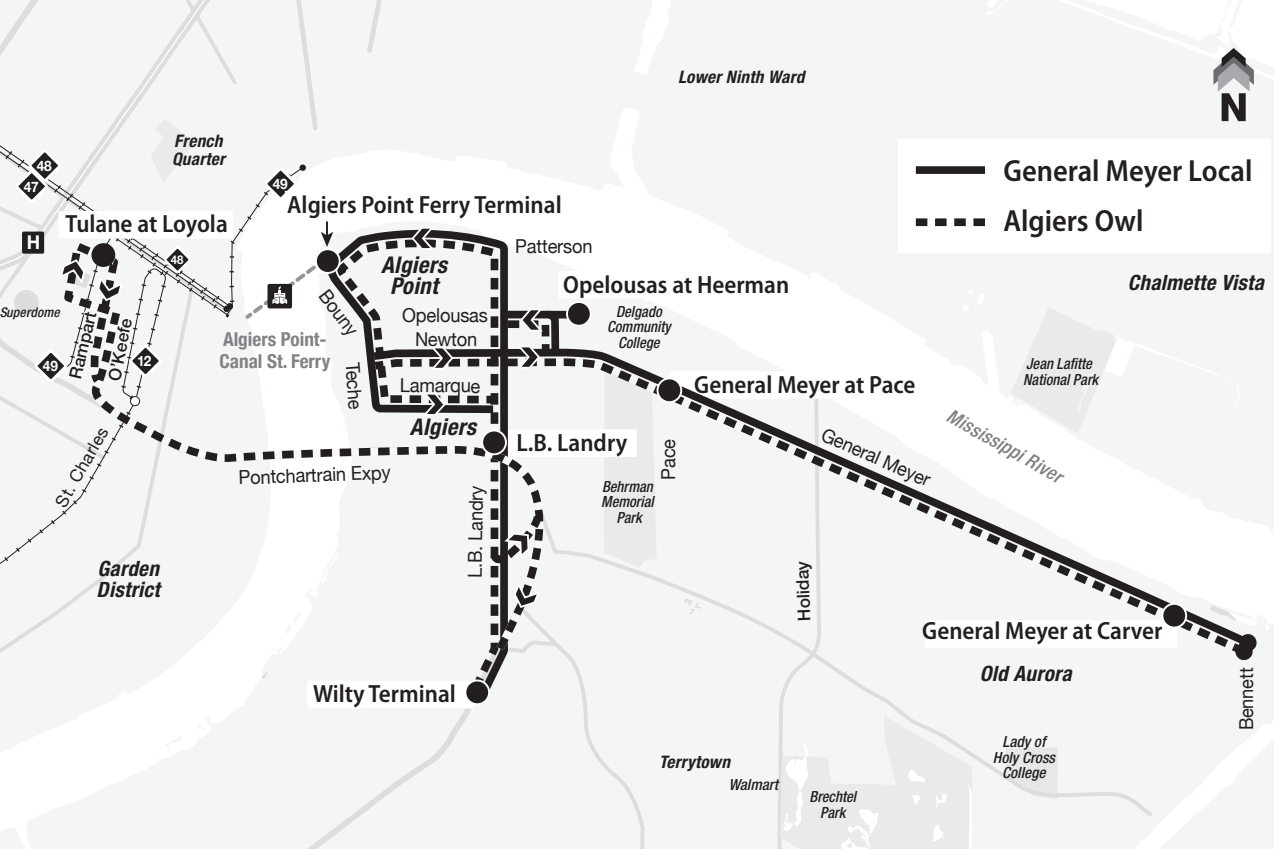 Lower Ninth Ward
N
French
Quarter
48
47
49
General Meyer Local
Algiers Owl
Algiers Point Ferry Terminal
Tulane at Loyola
H
48
Patterson
Algiers
Point
Opelousas at Heerman
Chalmette Vista
Superdome
Bouny
Opelousas
Delgado
Community
College
Algiers Point-
Canal St. Ferry
Newton
Rampart
O'Keefe
49
12
Teche
Lamarque
General Meyer at Pace
Jean Lafitte
National Park
Algiers
L.B. Landry
Mississippi River
General Meyer
Pace
St. Charles
Pontchartrain Expy
Behrman
Memorial
Park
L.B. Landry
Garden
District
Holiday
General Meyer at Carver
Old Aurora
Wilty Terminal
Bennett
Terrytown
Walmart
Lady of
Holy Cross
College
Brechtel
Park